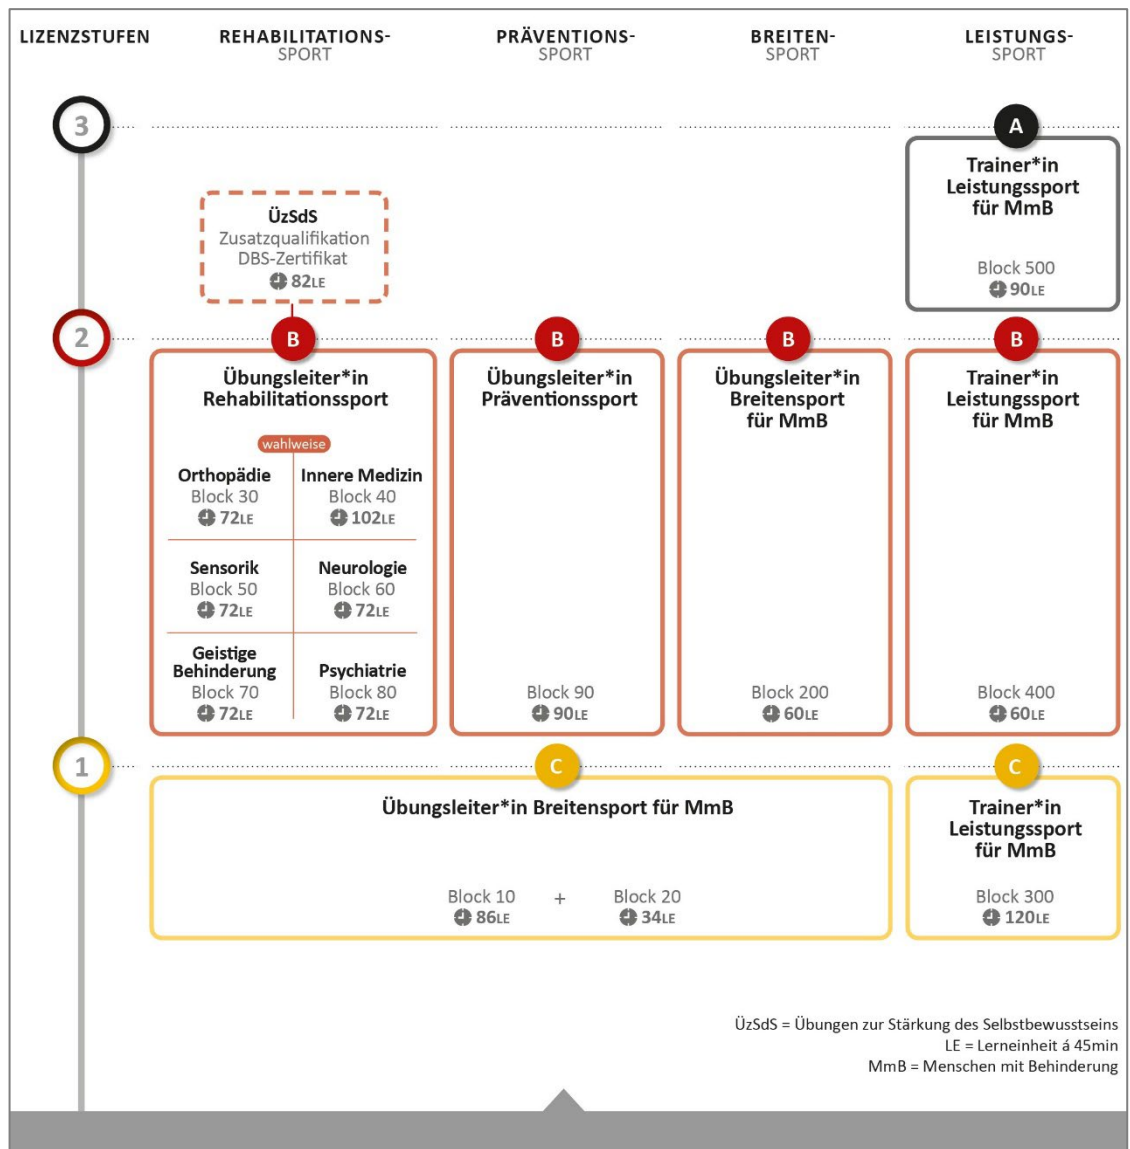 LIZENZSTUFEN
REHABILITATIONS-
SPORT
PRÄVENTIONS-
SPORT
BREITEN-
SPORT
LEISTUNGS-
SPORT
3
A
Trainer*in
Leistungssport
für MmB
Block 500
90LE
ÜzSdS
Zusatzqualifikation
DBS-Zertifikat
82LE
2
B
Übungsleiter*in
Rehabilitationssport
wahlweise
Orthopädie
Block 30
72LE
Innere Medizin
Block 40
102LE
Sensorik
Block 50
72LE
Neurologie
Block 60
72LE
Geistige
Behinderung
Block 70
72LE
Psychiatrie
Block 80
72LE
B
Übungsleiter*in
Präventionssport
Block 90
90LE
B
Übungsleiter*in
Breitensport
für MmB
Block 200
60LE
B
Trainer*in
Leistungssport
für MmB
Block 400
60LE
1
C
Übungsleiter*in Breitensport für MmB
Block 10 + Block 20
86LE 34LE
C
Trainer*in
Leistungssport
für MmB
Block 300
120LE
ÜzSdS = Übungen zur Stärkung des Selbstbewusstseins
LE = Lerneinheit á 45min
MmB = Menschen mit Behinderung